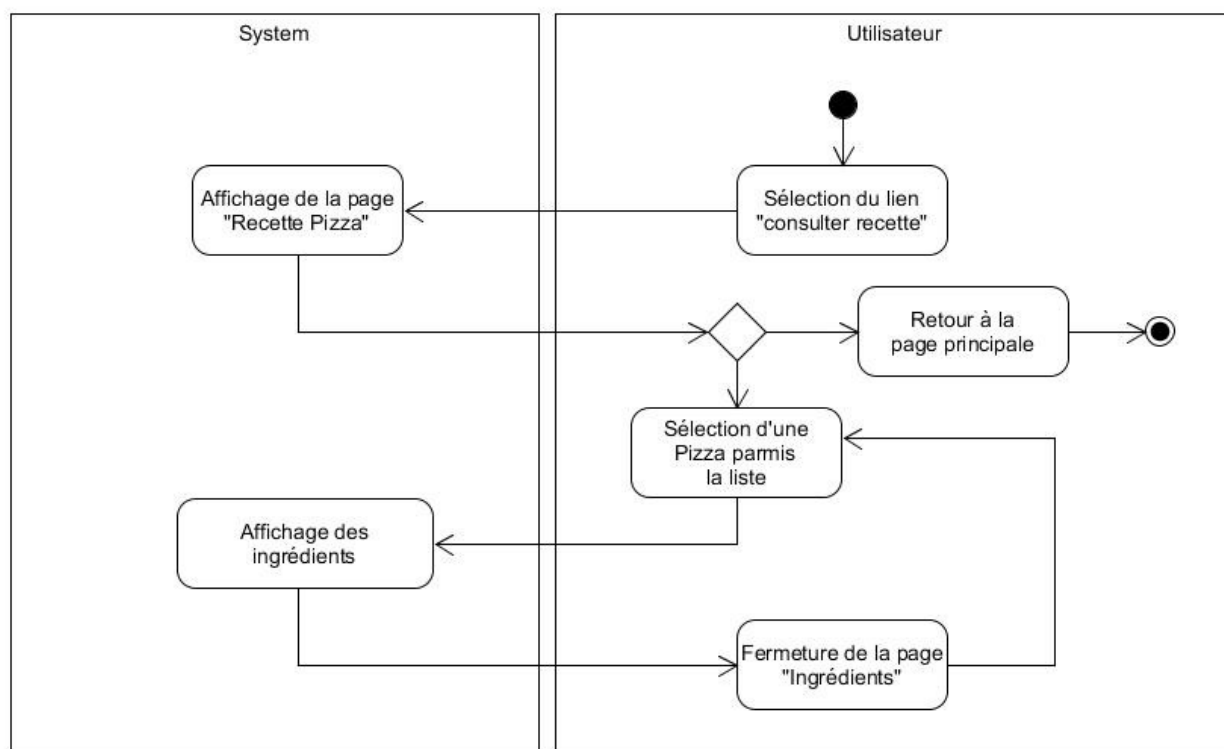 System
Utilisateur
Affichage de la page
"Recette Pizza"
Sélection du lien
"consulter recette"
Retour à la
page principale
Sélection d'une
Pizza parmis
la liste
Affichage des
ingrédients
Fermeture de la page
"Ingrédients"